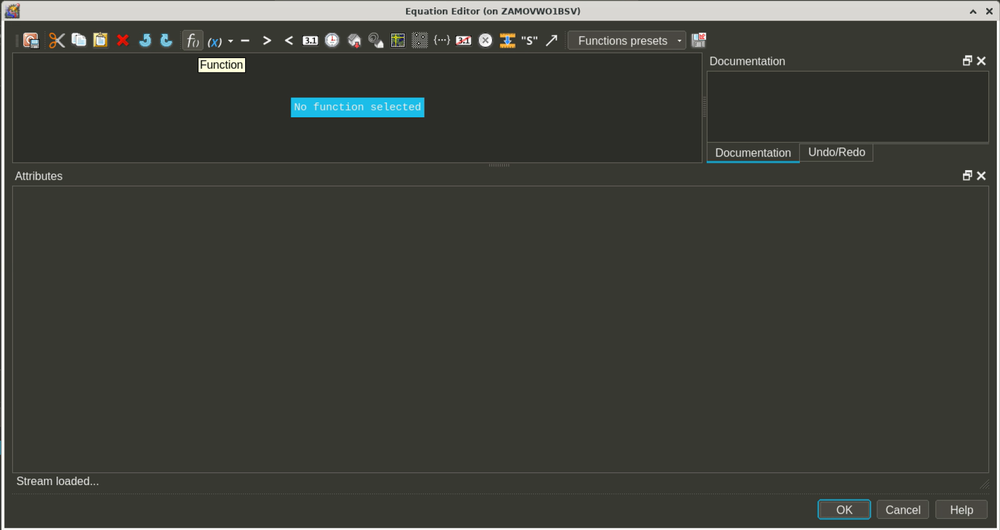 Equation Editor (on ZAMOVW01BSV)
f() (x) − > < 3.1 {···} 3.1 "S" Functions presets
Function
Documentation
No function selected
Documentation Undo/Redo
Attributes
Stream loaded...
OK Cancel Help